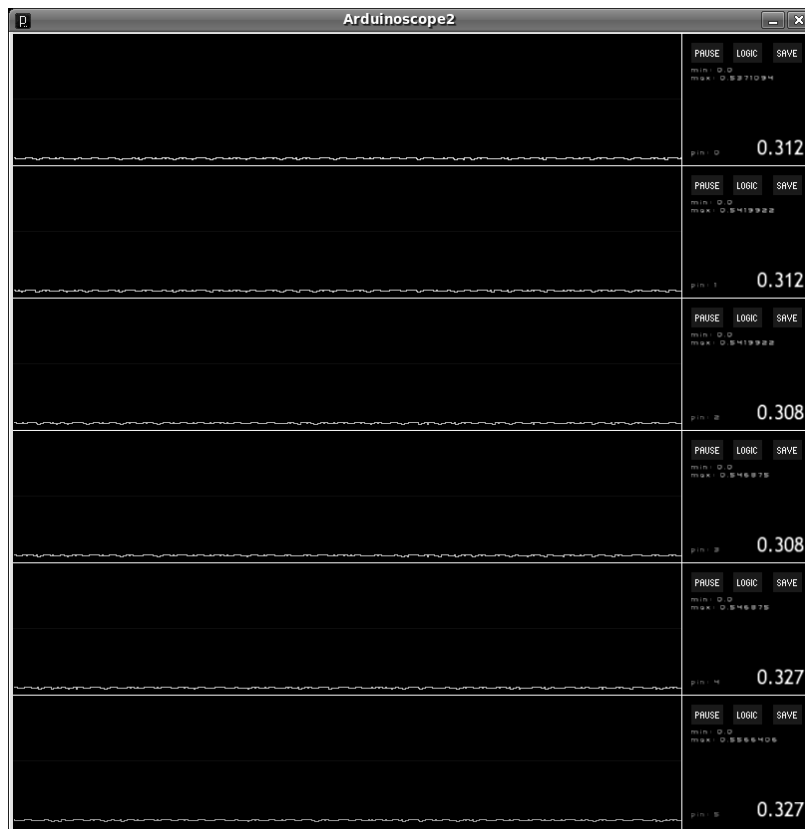 Arduinoscope2
PAUSE LOGIC SAVE
min: 0.0
max: 0.5371094
pin: 0 0.312
PAUSE LOGIC SAVE
min: 0.0
max: 0.5419922
pin: 1 0.312
PAUSE LOGIC SAVE
min: 0.0
max: 0.5419922
pin: 2 0.308
PAUSE LOGIC SAVE
min: 0.0
max: 0.546875
pin: 3 0.308
PAUSE LOGIC SAVE
min: 0.0
max: 0.546875
pin: 4 0.327
PAUSE LOGIC SAVE
min: 0.0
max: 0.5566406
pin: 5 0.327